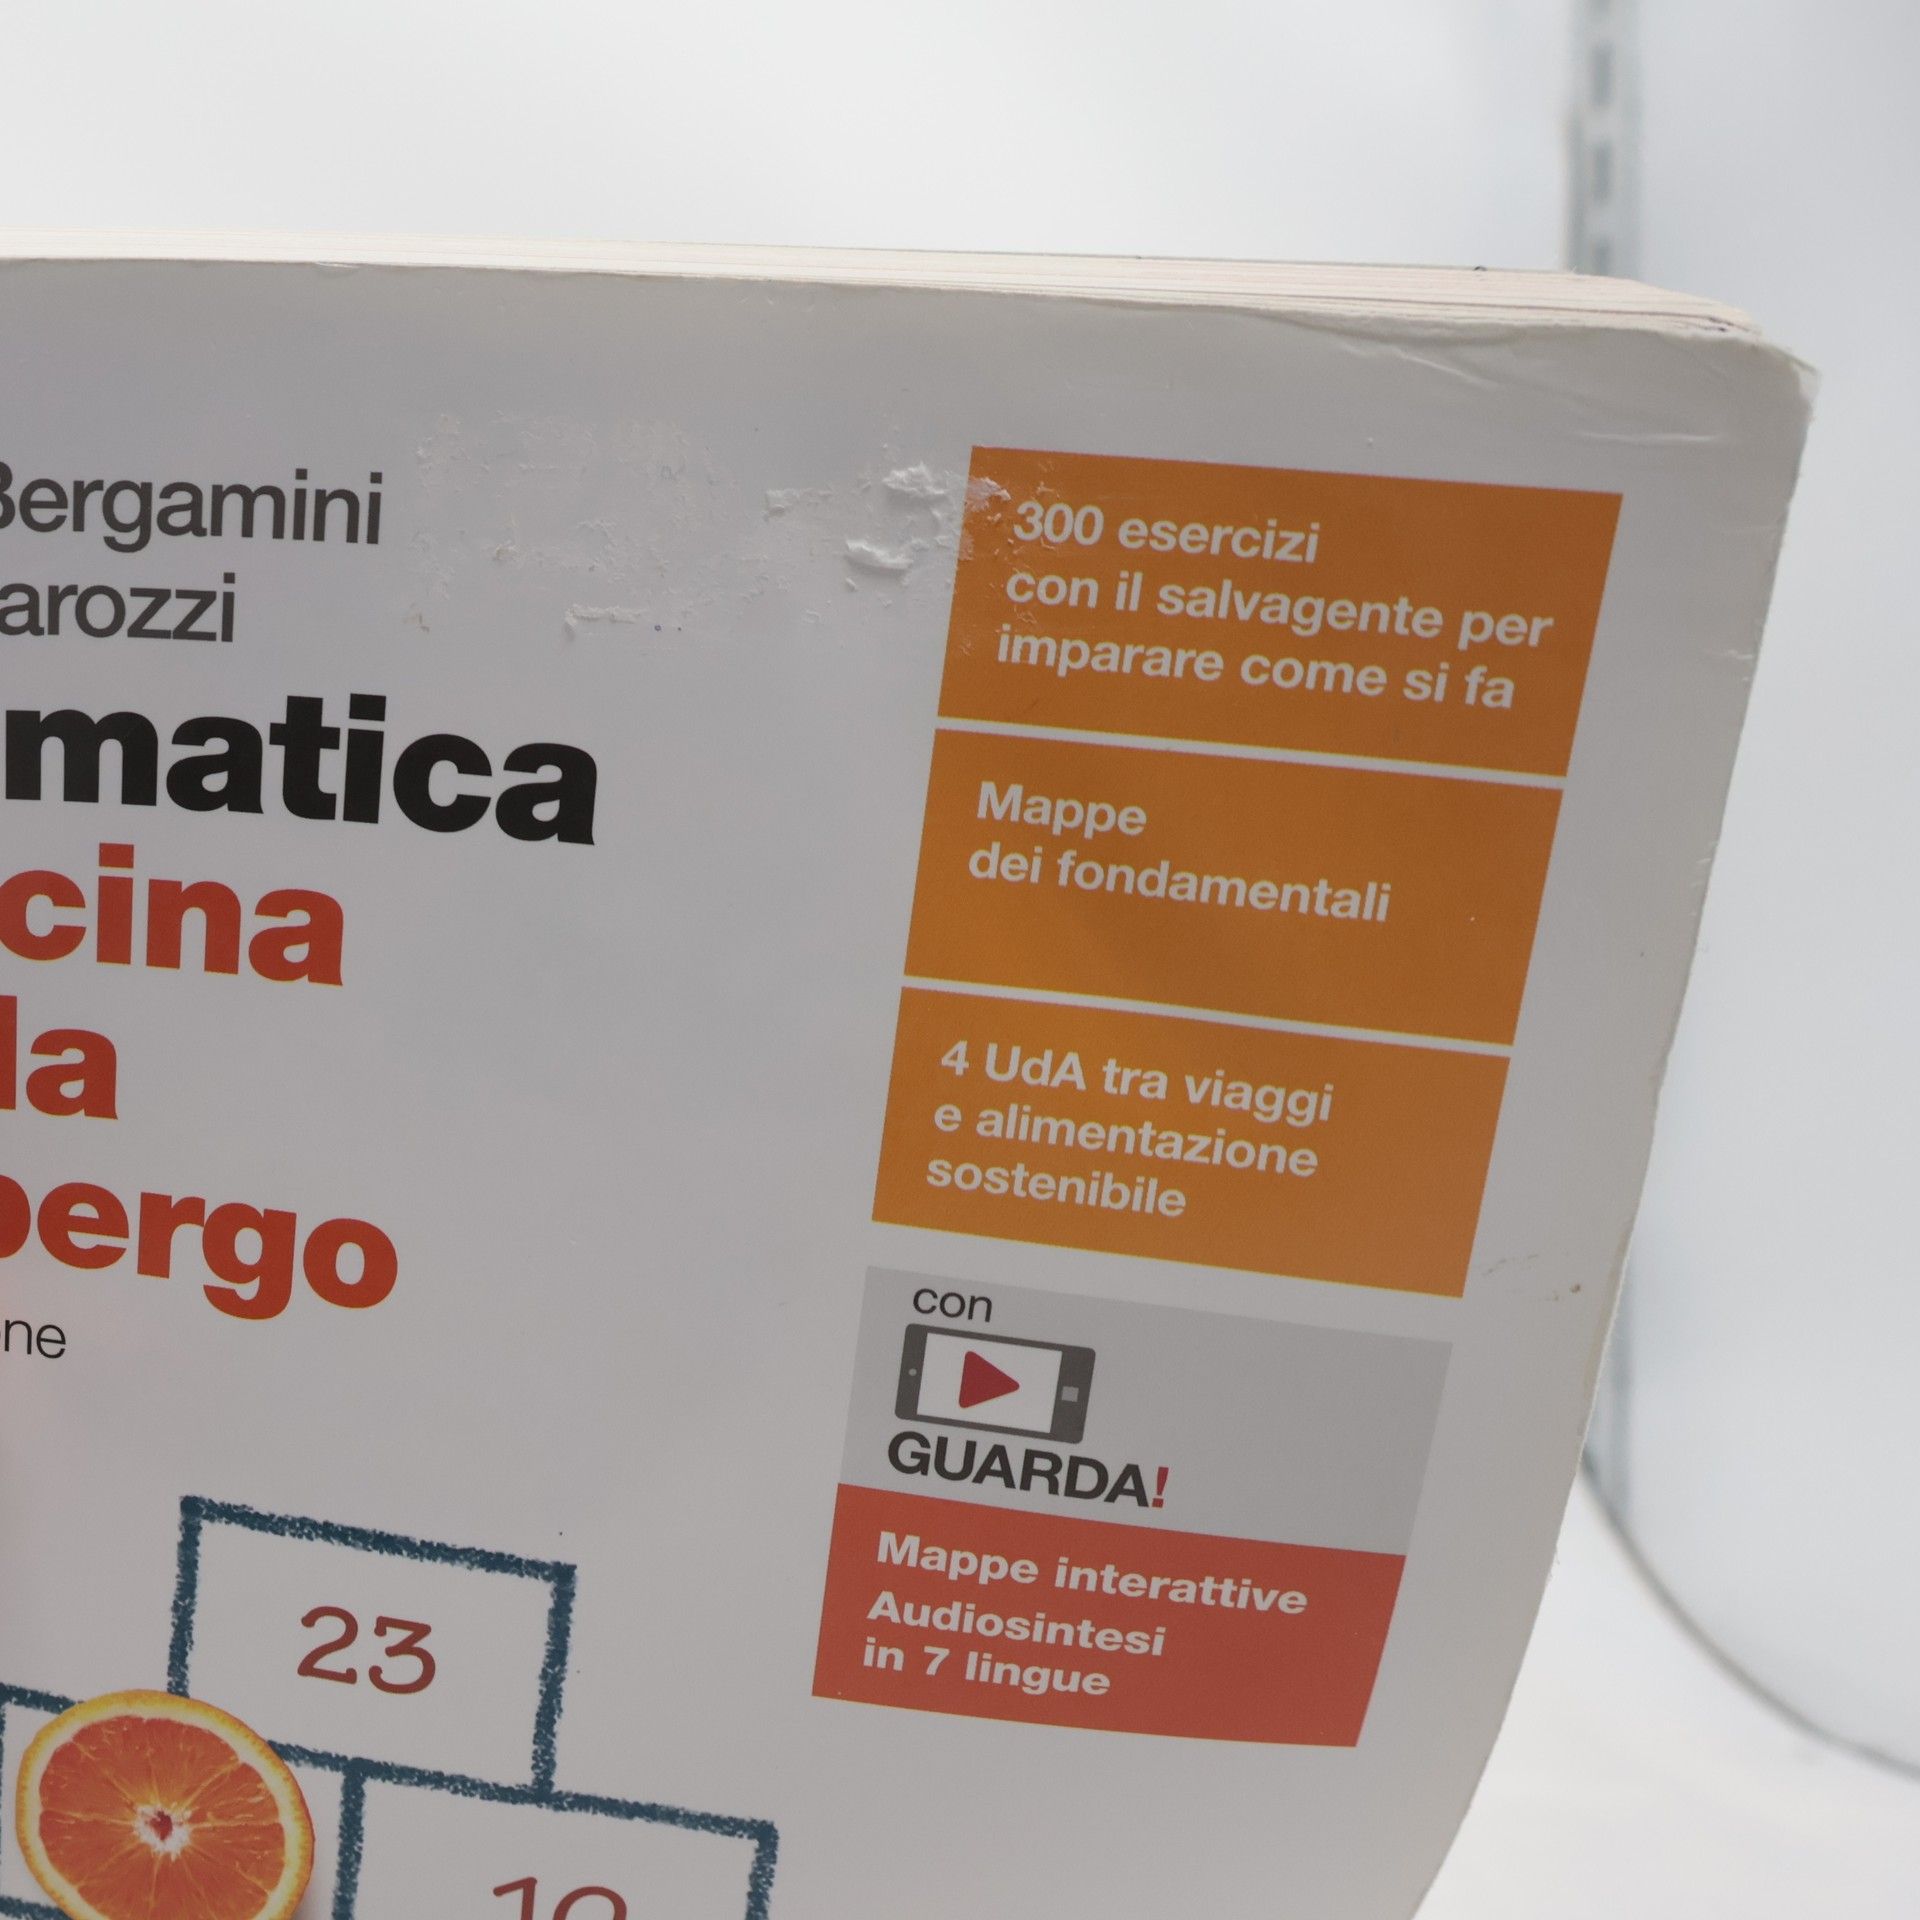 Bergamini
arozzi
matica
cina
la
bergo
ne
300 esercizi
con il salvagente per
imparare come si fa
Mappe
dei fondamentali
4 UdA tra viaggi
e alimentazione
sostenibile
con
GUARDA!
Mappe interattive
Audiosintesi
in 7 lingue
23